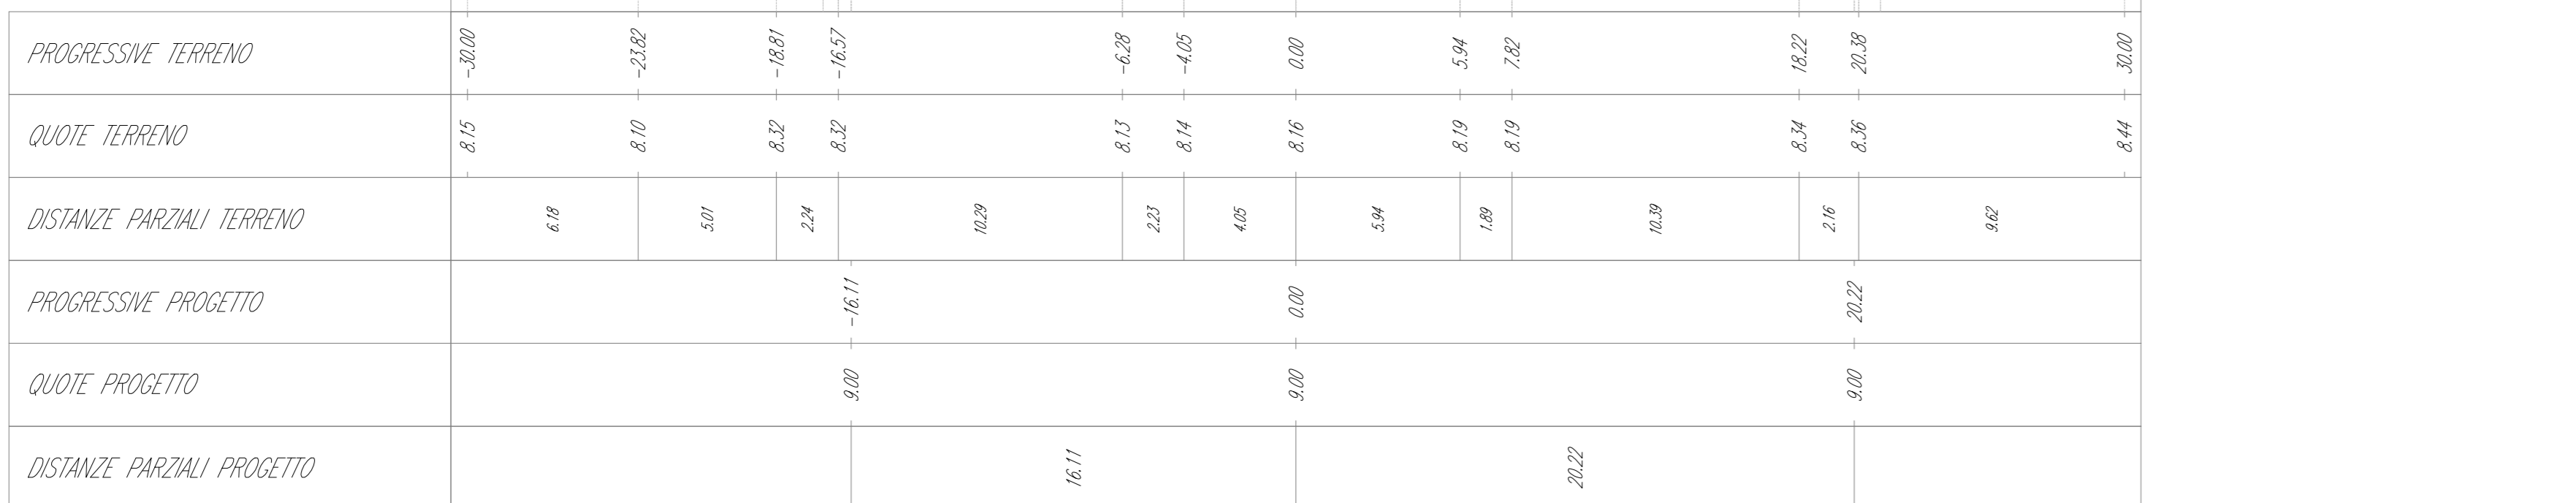 PROGRESSIVE TERRENO -30.00 -23.82 -18.81 -16.57 -6.28 -4.05 0.00 5.94 7.82 18.22 20.38 30.00
QUOTE TERRENO 8.15 8.10 8.32 8.32 8.13 8.14 8.16 8.19 8.19 8.34 8.36 8.44
DISTANZE PARZIALI TERRENO 6.18 5.01 2.24 10.29 2.23 4.05 5.94 1.89 10.39 2.16 9.62
PROGRESSIVE PROGETTO -16.11 0.00 20.22
QUOTE PROGETTO 9.00 9.00 9.00
DISTANZE PARZIALI PROGETTO 16.11 20.22